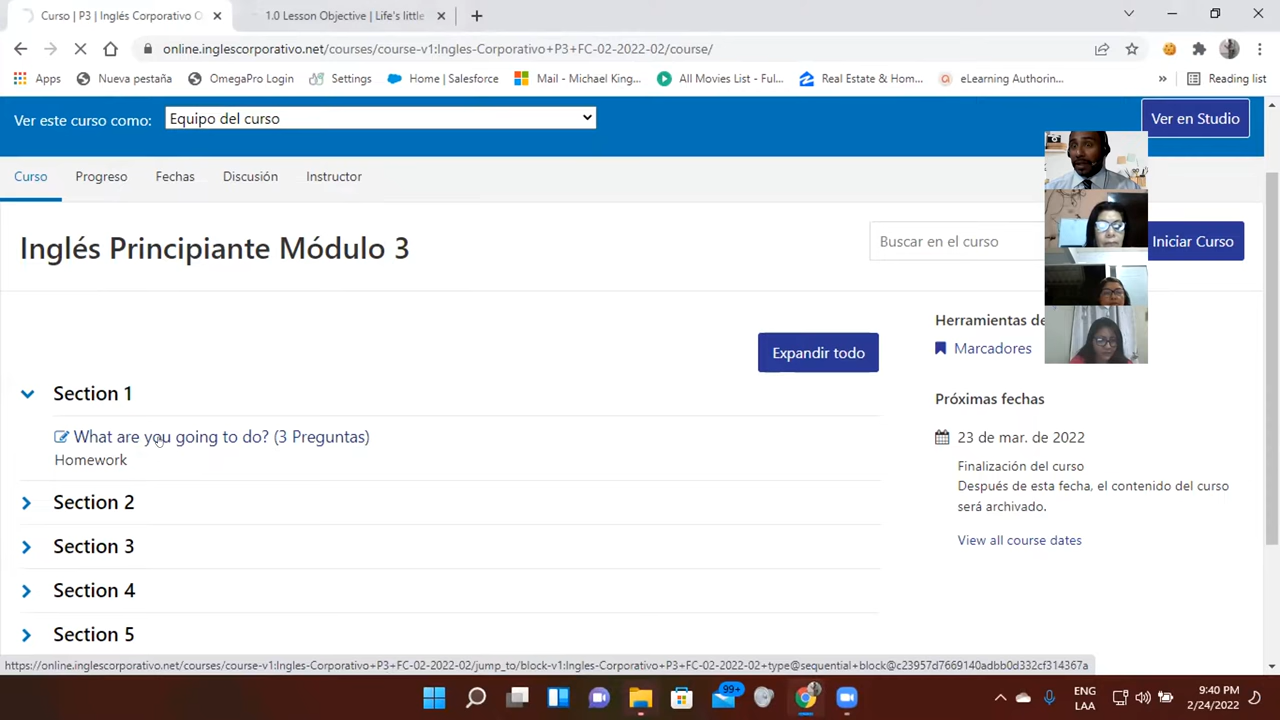 Curso | P3 | Inglés Corporativo O
1.0 Lesson Objective | Life's little
online.inglescorporativo.net/courses/course-v1:Ingles-Corporativo+P3+FC-02-2022-02/course/
Apps
Nueva pestaña
OmegaPro Login
Settings
Home | Salesforce
Mail - Michael King...
All Movies List - Ful...
Real Estate & Hom...
eLearning Authorin...
»
Reading list
Ver este curso como:
Equipo del curso
Ver en Studio
Curso
Progreso
Fechas
Discusión
Instructor
Inglés Principiante Módulo 3
Buscar en el curso
Iniciar Curso
Expandir todo
Herramientas de
Marcadores
Section 1
What are you going to do? (3 Preguntas)
Homework
Section 2
Section 3
Section 4
Section 5
Próximas fechas
23 de mar. de 2022
Finalización del curso
Después de esta fecha, el contenido del curso
será archivado.
View all course dates
https://online.inglescorporativo.net/courses/course-v1:Ingles-Corporativo+P3+FC-02-2022-02/jump_to/block-v1:Ingles-Corporativo+P3+FC-02-2022-02+type@sequential+block@c23957d7669140adbb0d332cf314367a
99+
ENG
LAA
9:40 PM
2/24/2022